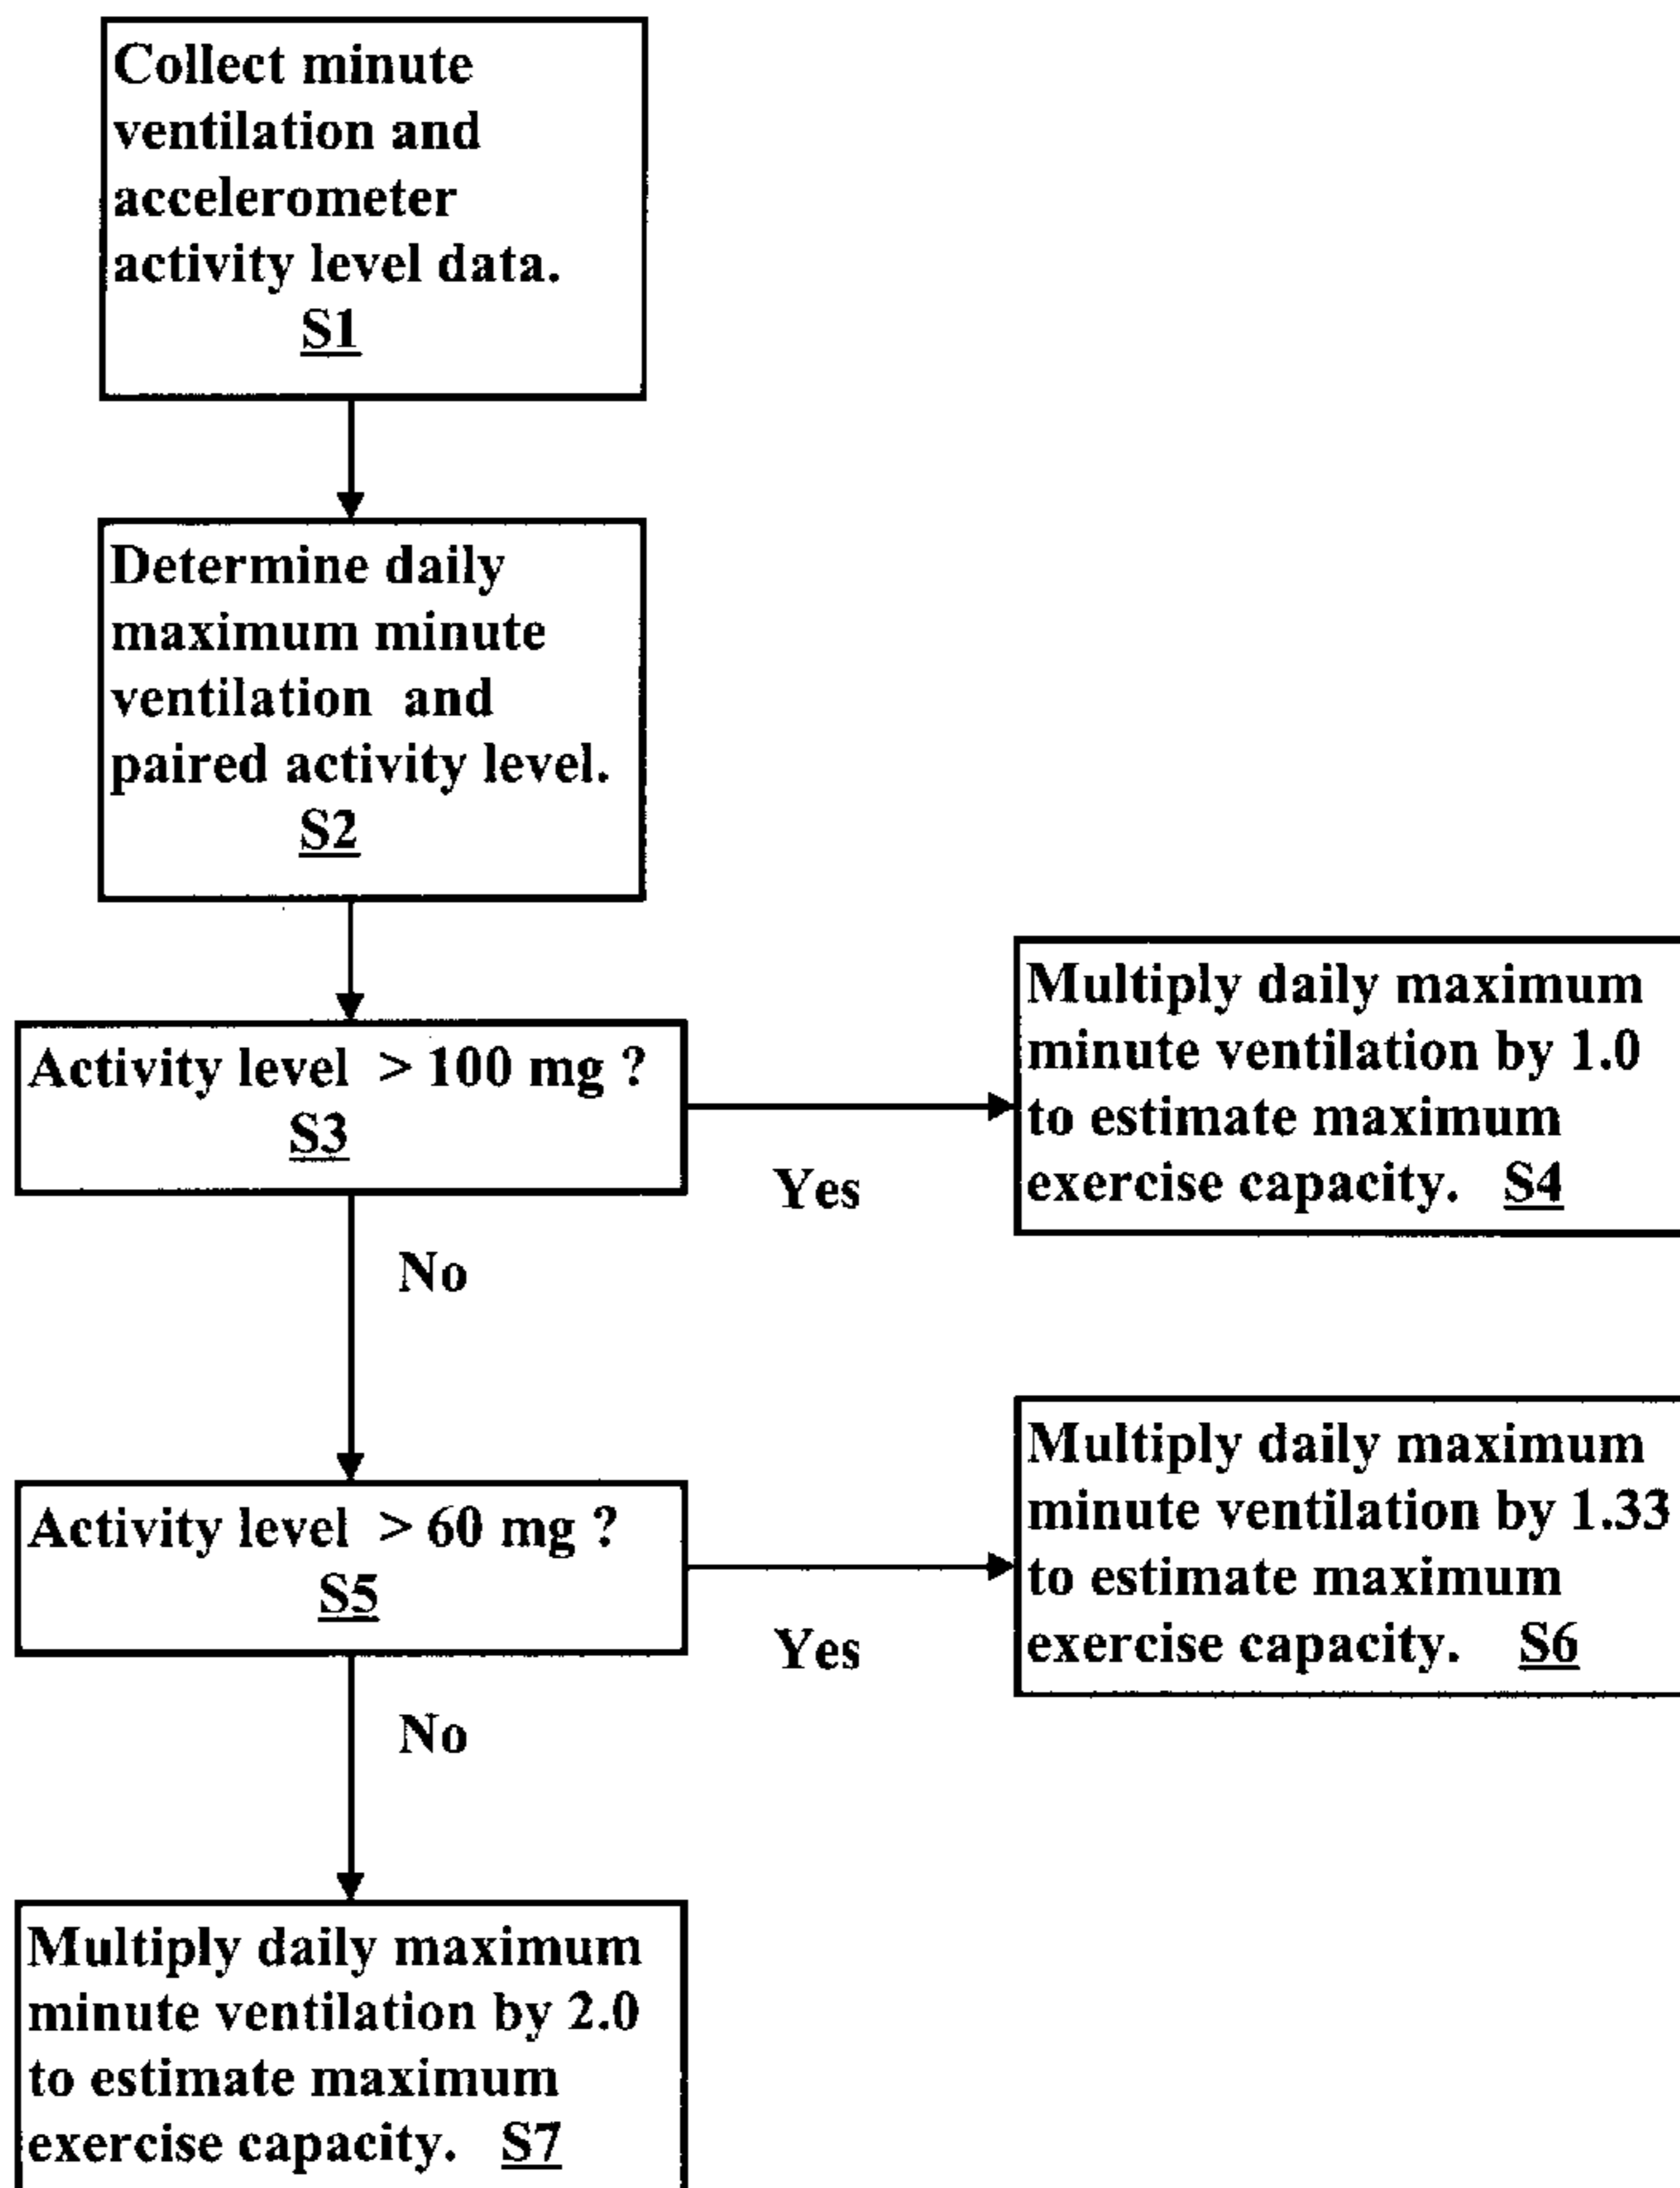 Collect minute
ventilation and
accelerometer
activity level data.
S1
Determine daily
maximum minute
ventilation and
paired activity level.
S2
Activity level > 100 mg ?
S3
Yes
Multiply daily maximum
minute ventilation by 1.0
to estimate maximum
exercise capacity. S4
No
Activity level > 60 mg ?
S5
Yes
Multiply daily maximum
minute ventilation by 1.33
to estimate maximum
exercise capacity. S6
No
Multiply daily maximum
minute ventilation by 2.0
to estimate maximum
exercise capacity. S7